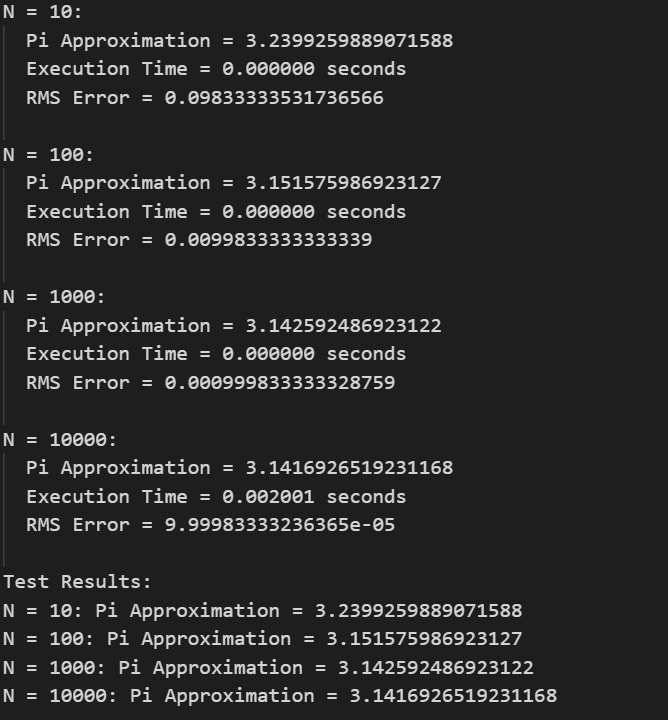 N = 10:
Pi Approximation = 3.2399259889071588
Execution Time = 0.000000 seconds
RMS Error = 0.09833333531736566
N = 100:
Pi Approximation = 3.151575986923127
Execution Time = 0.000000 seconds
RMS Error = 0.0099833333333339
N = 1000:
Pi Approximation = 3.142592486923122
Execution Time = 0.000000 seconds
RMS Error = 0.000999833333328759
N = 10000:
Pi Approximation = 3.1416926519231168
Execution Time = 0.002001 seconds
RMS Error = 9.99983333236365e-05
Test Results:
N = 10: Pi Approximation = 3.2399259889071588
N = 100: Pi Approximation = 3.151575986923127
N = 1000: Pi Approximation = 3.142592486923122
N = 10000: Pi Approximation = 3.1416926519231168